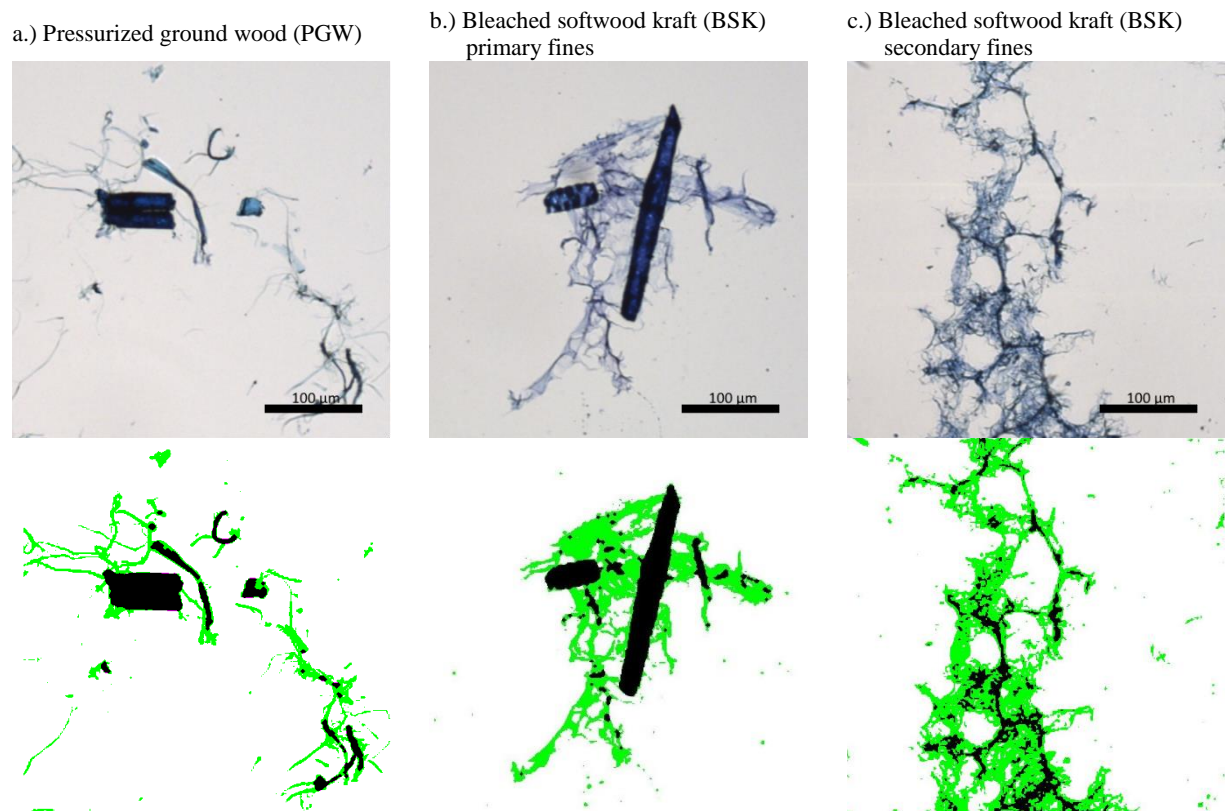 a.) Pressurized ground wood (PGW)
b.) Bleached softwood kraft (BSK)
primary fines
c.) Bleached softwood kraft (BSK)
secondary fines
100 µm
100 µm
100 µm